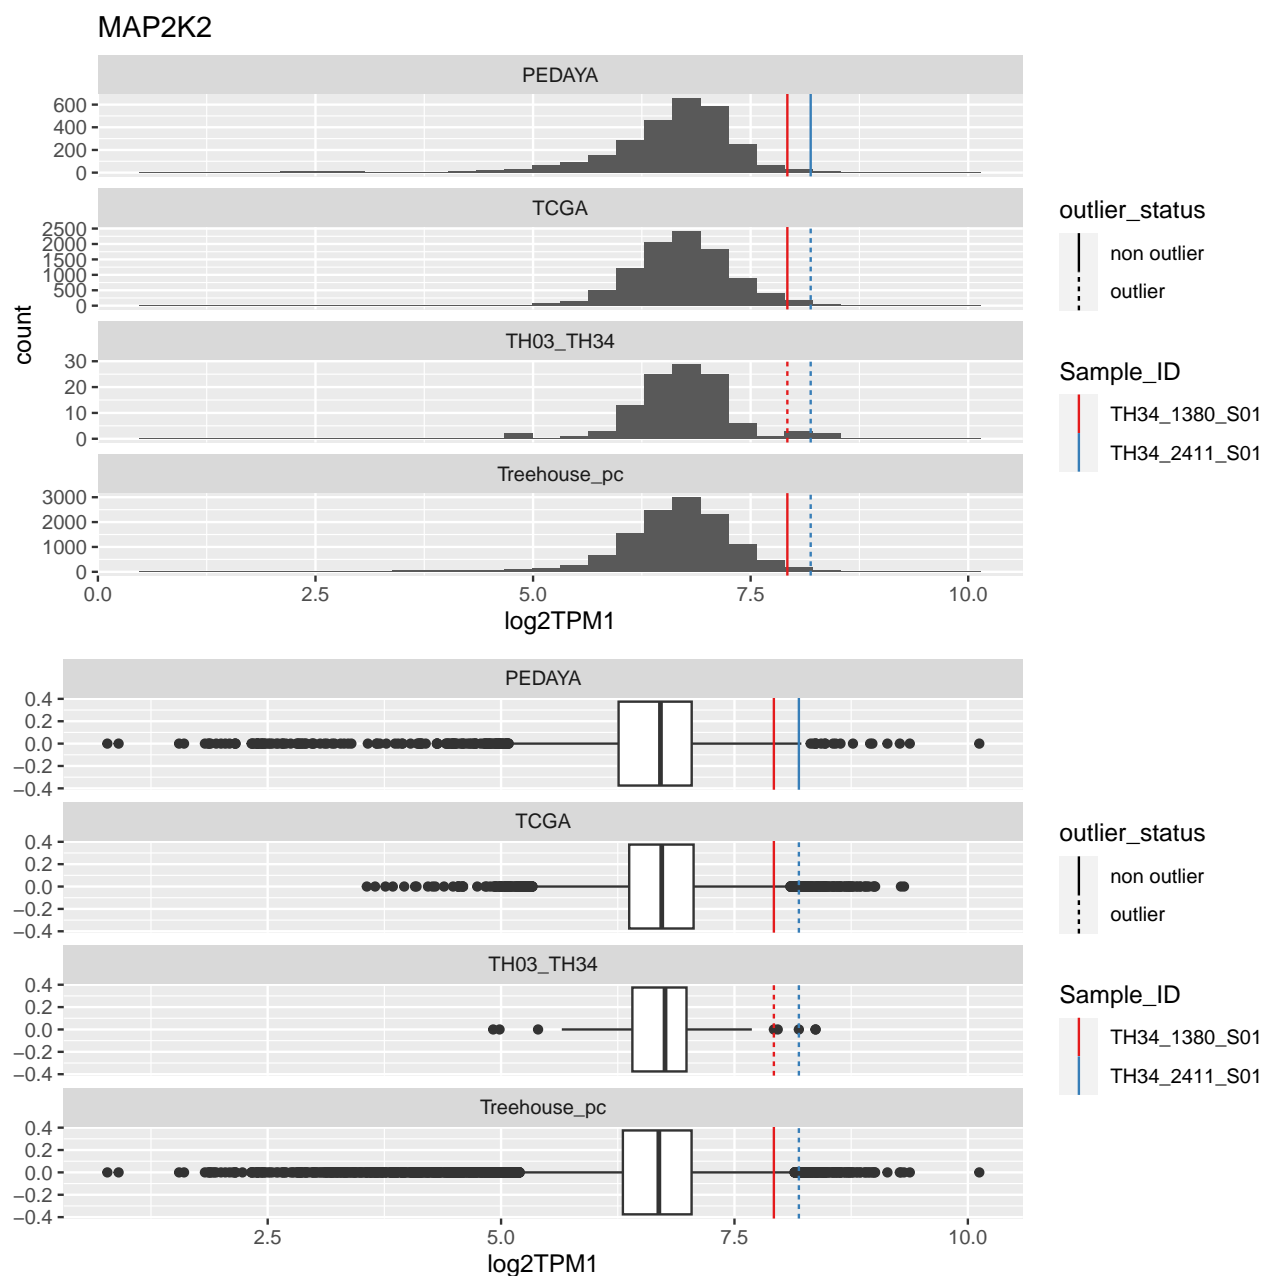 MAP2K2
PEDAYA
600
400
200
0
TCGA
2500
2000
1500
1000
500
0
TH03_TH34
30
20
10
0
Treehouse_pc
3000
2000
1000
0
count
0.0 2.5 5.0 7.5 10.0
log2TPM1
outlier_status
non outlier
outlier
Sample_ID
TH34_1380_S01
TH34_2411_S01
PEDAYA
0.4
0.2
0.0
−0.2
−0.4
TCGA
0.4
0.2
0.0
−0.2
−0.4
TH03_TH34
0.4
0.2
0.0
−0.2
−0.4
Treehouse_pc
0.4
0.2
0.0
−0.2
−0.4
2.5 5.0 7.5 10.0
log2TPM1
outlier_status
non outlier
outlier
Sample_ID
TH34_1380_S01
TH34_2411_S01